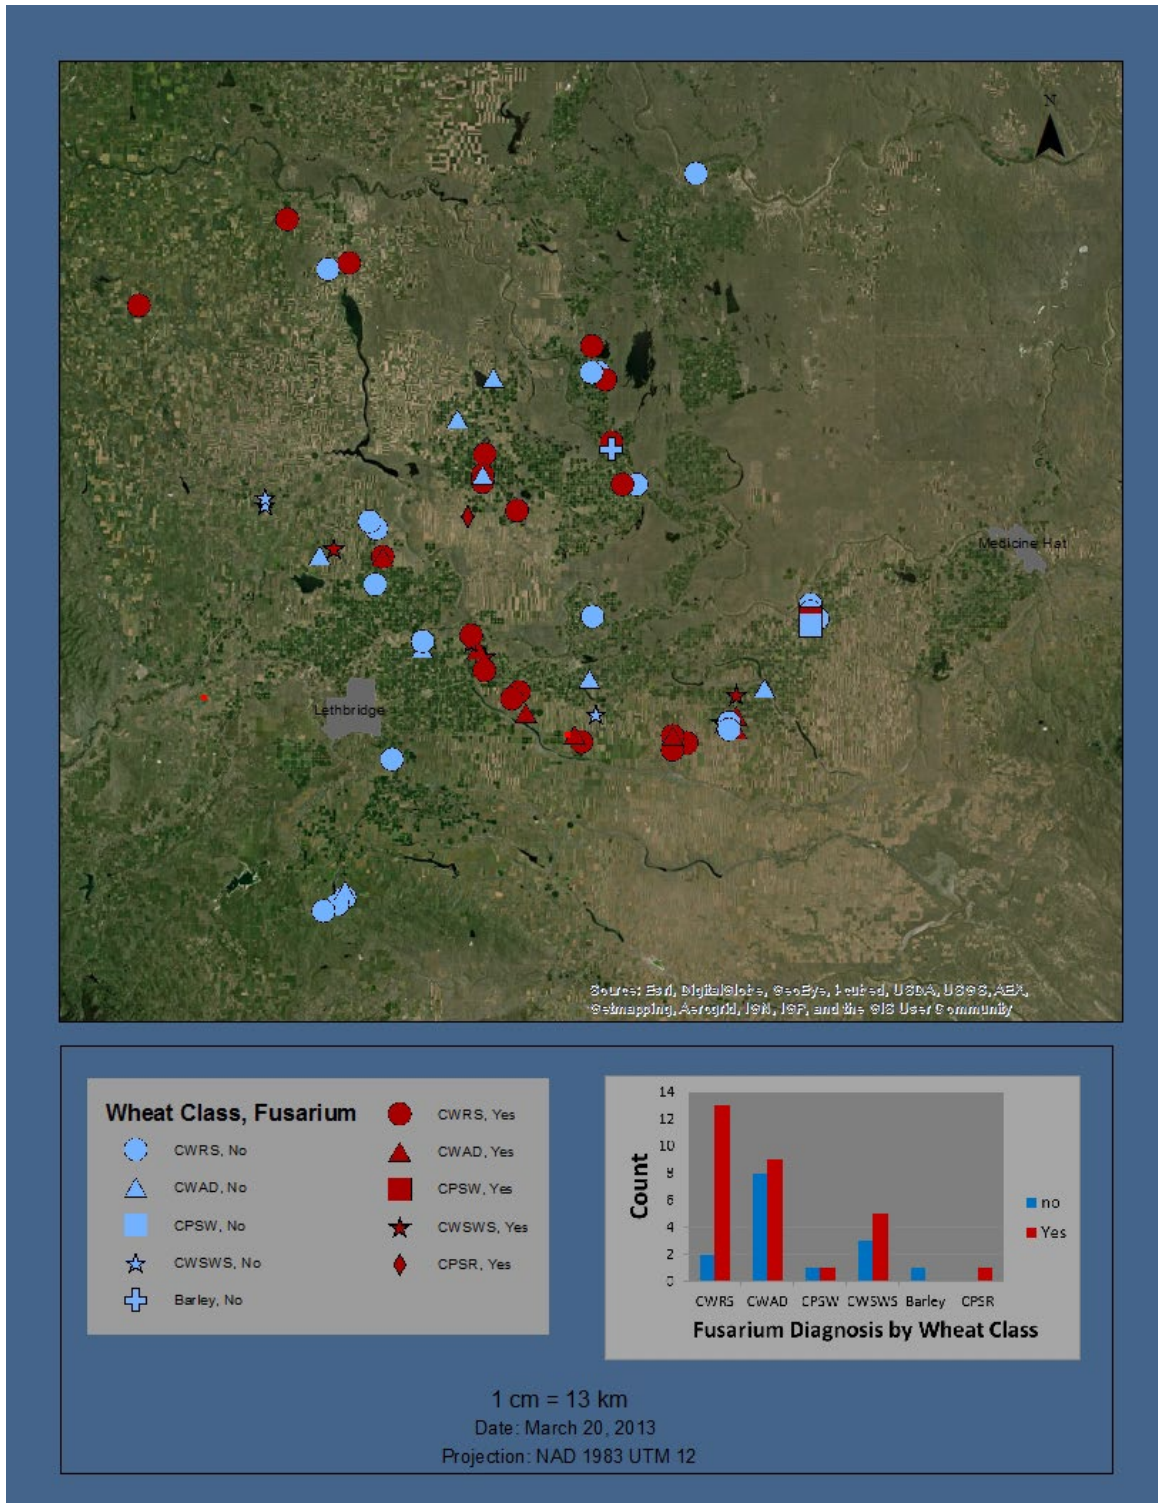 N
Medicine Hat
Lethbridge
Source: Esri, DigitalGlobe, GeoEye, i-cubed, USDA, USGS, AEX,
Getmapping, Aerogrid, IGN, IGP, and the GIS User Community
Wheat Class, Fusarium
CWRS, No
CWAD, No
CPSW, No
CWSWS, No
Barley, No
CWRS, Yes
CWAD, Yes
CPSW, Yes
CWSWS, Yes
CPSR, Yes
14
12
10
8
6
4
2
0
Count
CWRS CWAD CPSW CWSWS Barley CPSR
Fusarium Diagnosis by Wheat Class
no
Yes
1 cm = 13 km
Date: March 20, 2013
Projection: NAD 1983 UTM 12